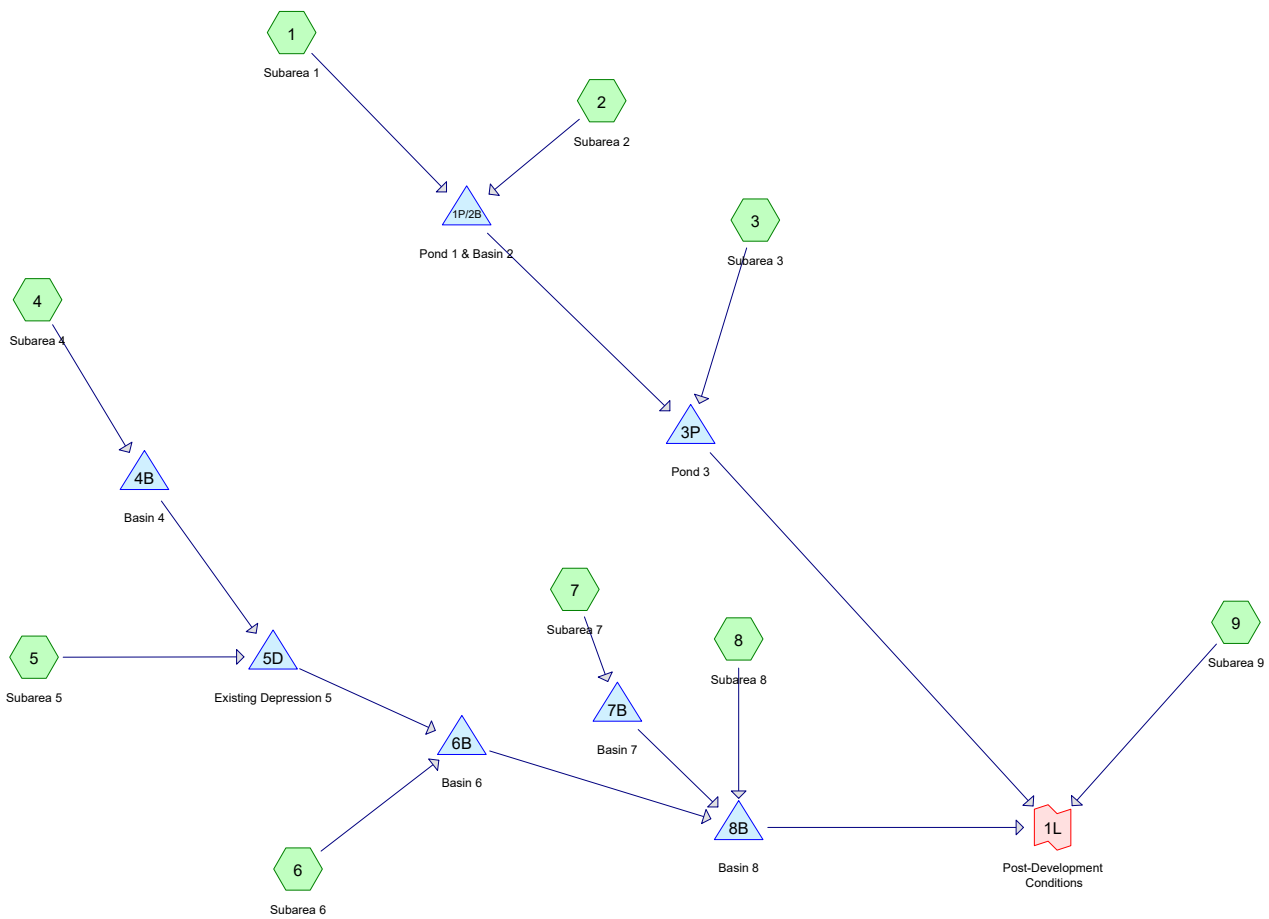 1
Subarea 1
2
Subarea 2
1P/2B
Pond 1 & Basin 2
3
Subarea 3
4
Subarea 4
3P
Pond 3
4B
Basin 4
7
Subarea 7
8
Subarea 8
9
Subarea 9
5
Subarea 5
5D
Existing Depression 5
7B
Basin 7
6B
Basin 6
8B
Basin 8
1L
Post-Development
Conditions
6
Subarea 6